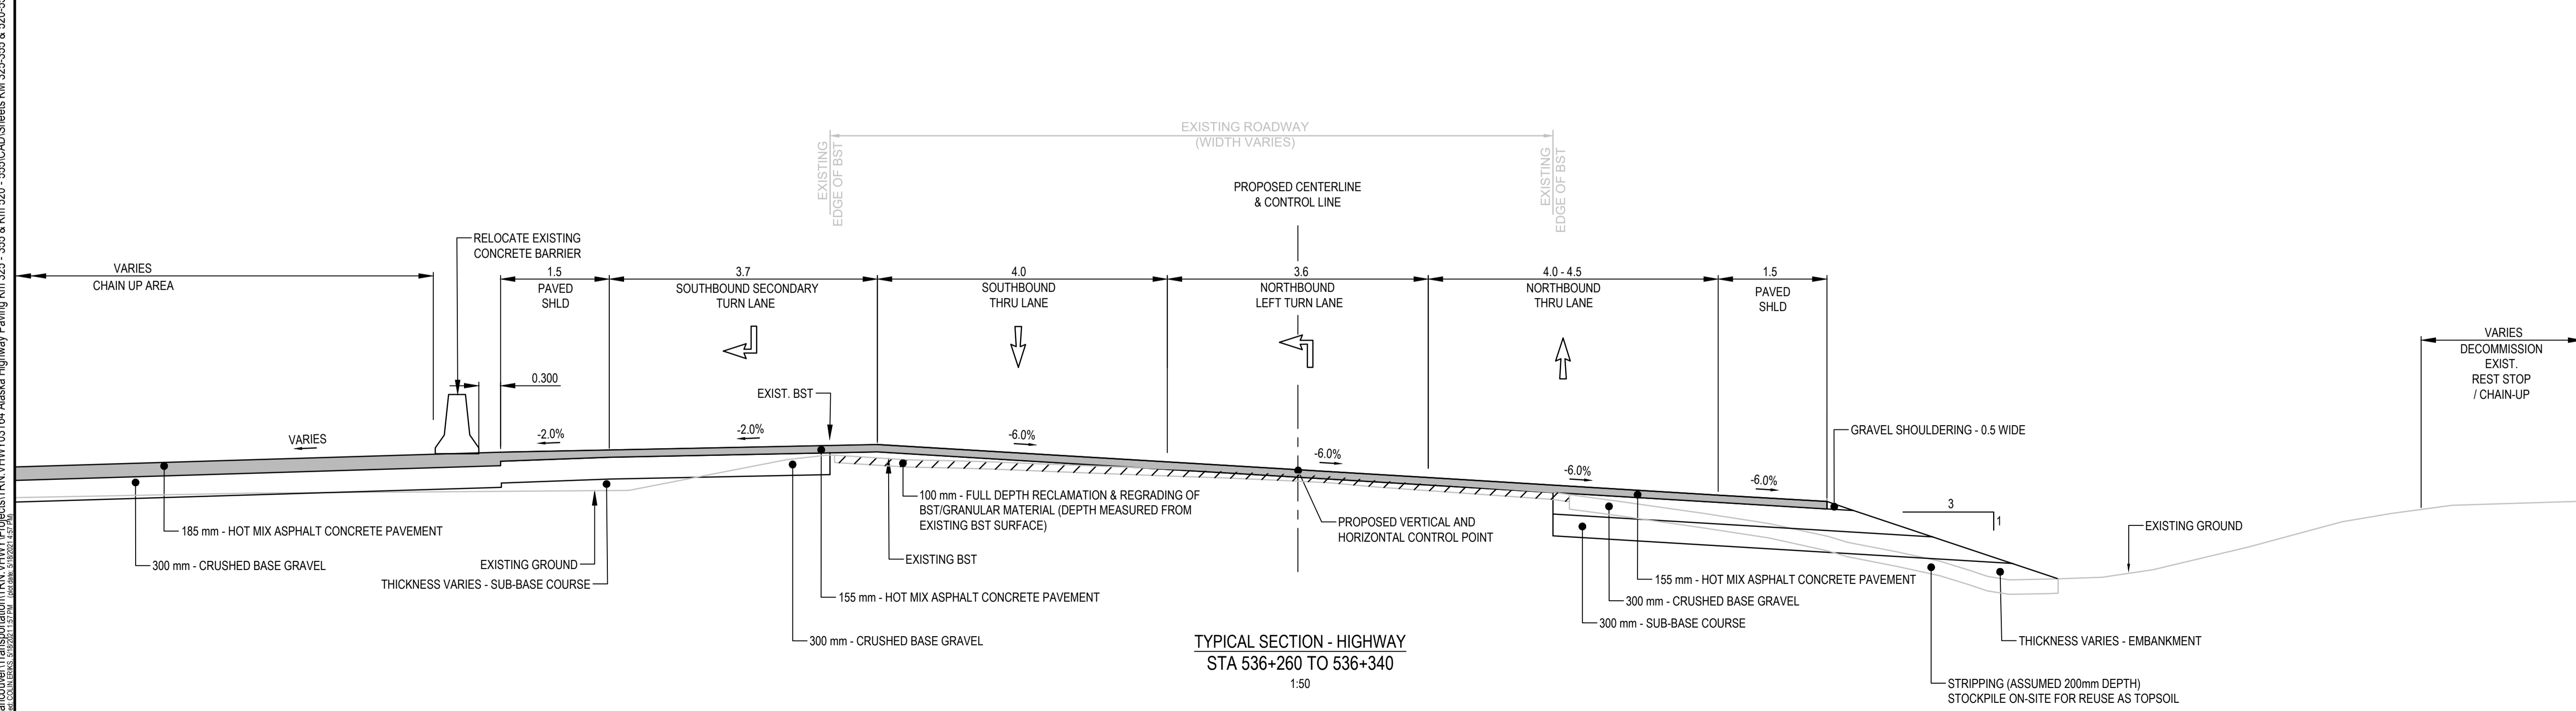 EXISTING ROADWAY
(WIDTH VARIES)
EXISTING
EDGE OF BST
EXISTING
EDGE OF BST
PROPOSED CENTERLINE
& CONTROL LINE
RELOCATE EXISTING
CONCRETE BARRIER
VARIES
CHAIN UP AREA
1.5
PAVED
SHLD
3.7
SOUTHBOUND SECONDARY
TURN LANE
4.0
SOUTHBOUND
THRU LANE
3.6
NORTHBOUND
LEFT TURN LANE
4.0 - 4.5
NORTHBOUND
THRU LANE
1.5
PAVED
SHLD
VARIES
DECOMMISSION
EXIST.
REST STOP
/ CHAIN-UP
0.300
EXIST. BST
VARIES
-2.0%
-2.0%
-6.0%
-6.0%
-6.0%
-6.0%
GRAVEL SHOULDERING - 0.5 WIDE
3
1
EXISTING GROUND
185 mm - HOT MIX ASPHALT CONCRETE PAVEMENT
300 mm - CRUSHED BASE GRAVEL
EXISTING GROUND
THICKNESS VARIES - SUB-BASE COURSE
100 mm - FULL DEPTH RECLAMATION & REGRADING OF
BST/GRANULAR MATERIAL (DEPTH MEASURED FROM
EXISTING BST SURFACE)
EXISTING BST
155 mm - HOT MIX ASPHALT CONCRETE PAVEMENT
300 mm - CRUSHED BASE GRAVEL
PROPOSED VERTICAL AND
HORIZONTAL CONTROL POINT
155 mm - HOT MIX ASPHALT CONCRETE PAVEMENT
300 mm - CRUSHED BASE GRAVEL
300 mm - SUB-BASE COURSE
THICKNESS VARIES - EMBANKMENT
STRIPPING (ASSUMED 200mm DEPTH)
STOCKPILE ON-SITE FOR REUSE AS TOPSOIL
TYPICAL SECTION - HIGHWAY
STA 536+260 TO 536+340
1:50